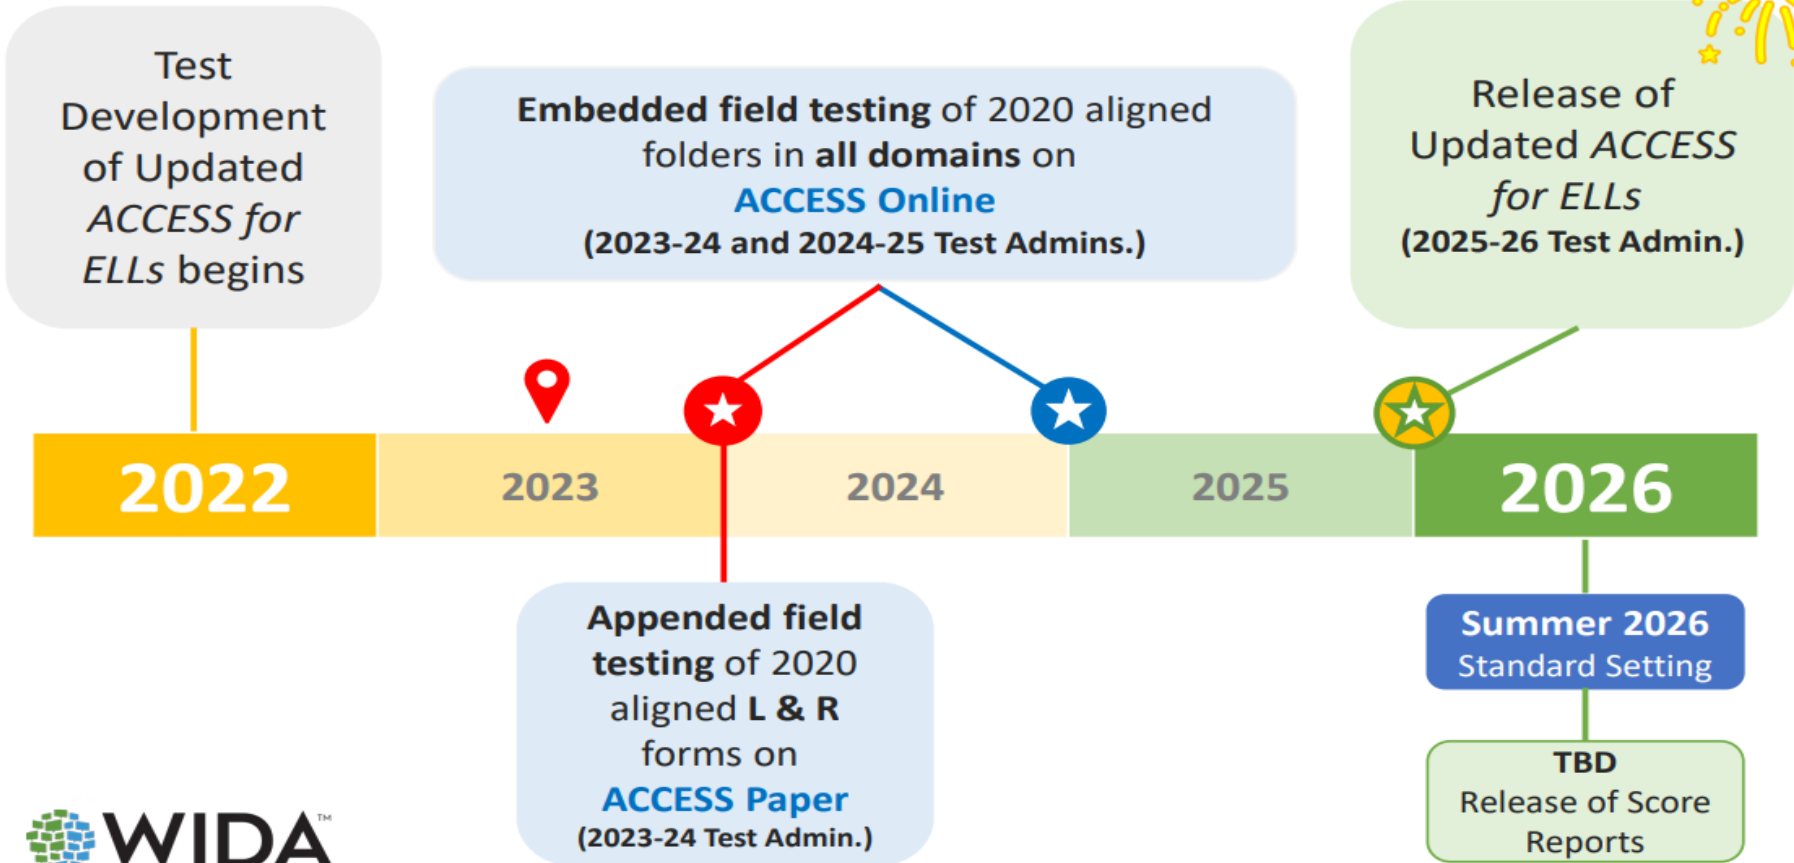 Test
Development
of Updated
ACCESS for
ELLs begins
Embedded field testing of 2020 aligned
folders in all domains on
ACCESS Online
(2023-24 and 2024-25 Test Admins.)
Release of
Updated ACCESS
for ELLs
(2025-26 Test Admin.)
2022
2023
2024
2025
2026
Appended field
testing of 2020
aligned L & R
forms on
ACCESS Paper
(2023-24 Test Admin.)
Summer 2026
Standard Setting
TBD
Release of Score
Reports
WIDA™